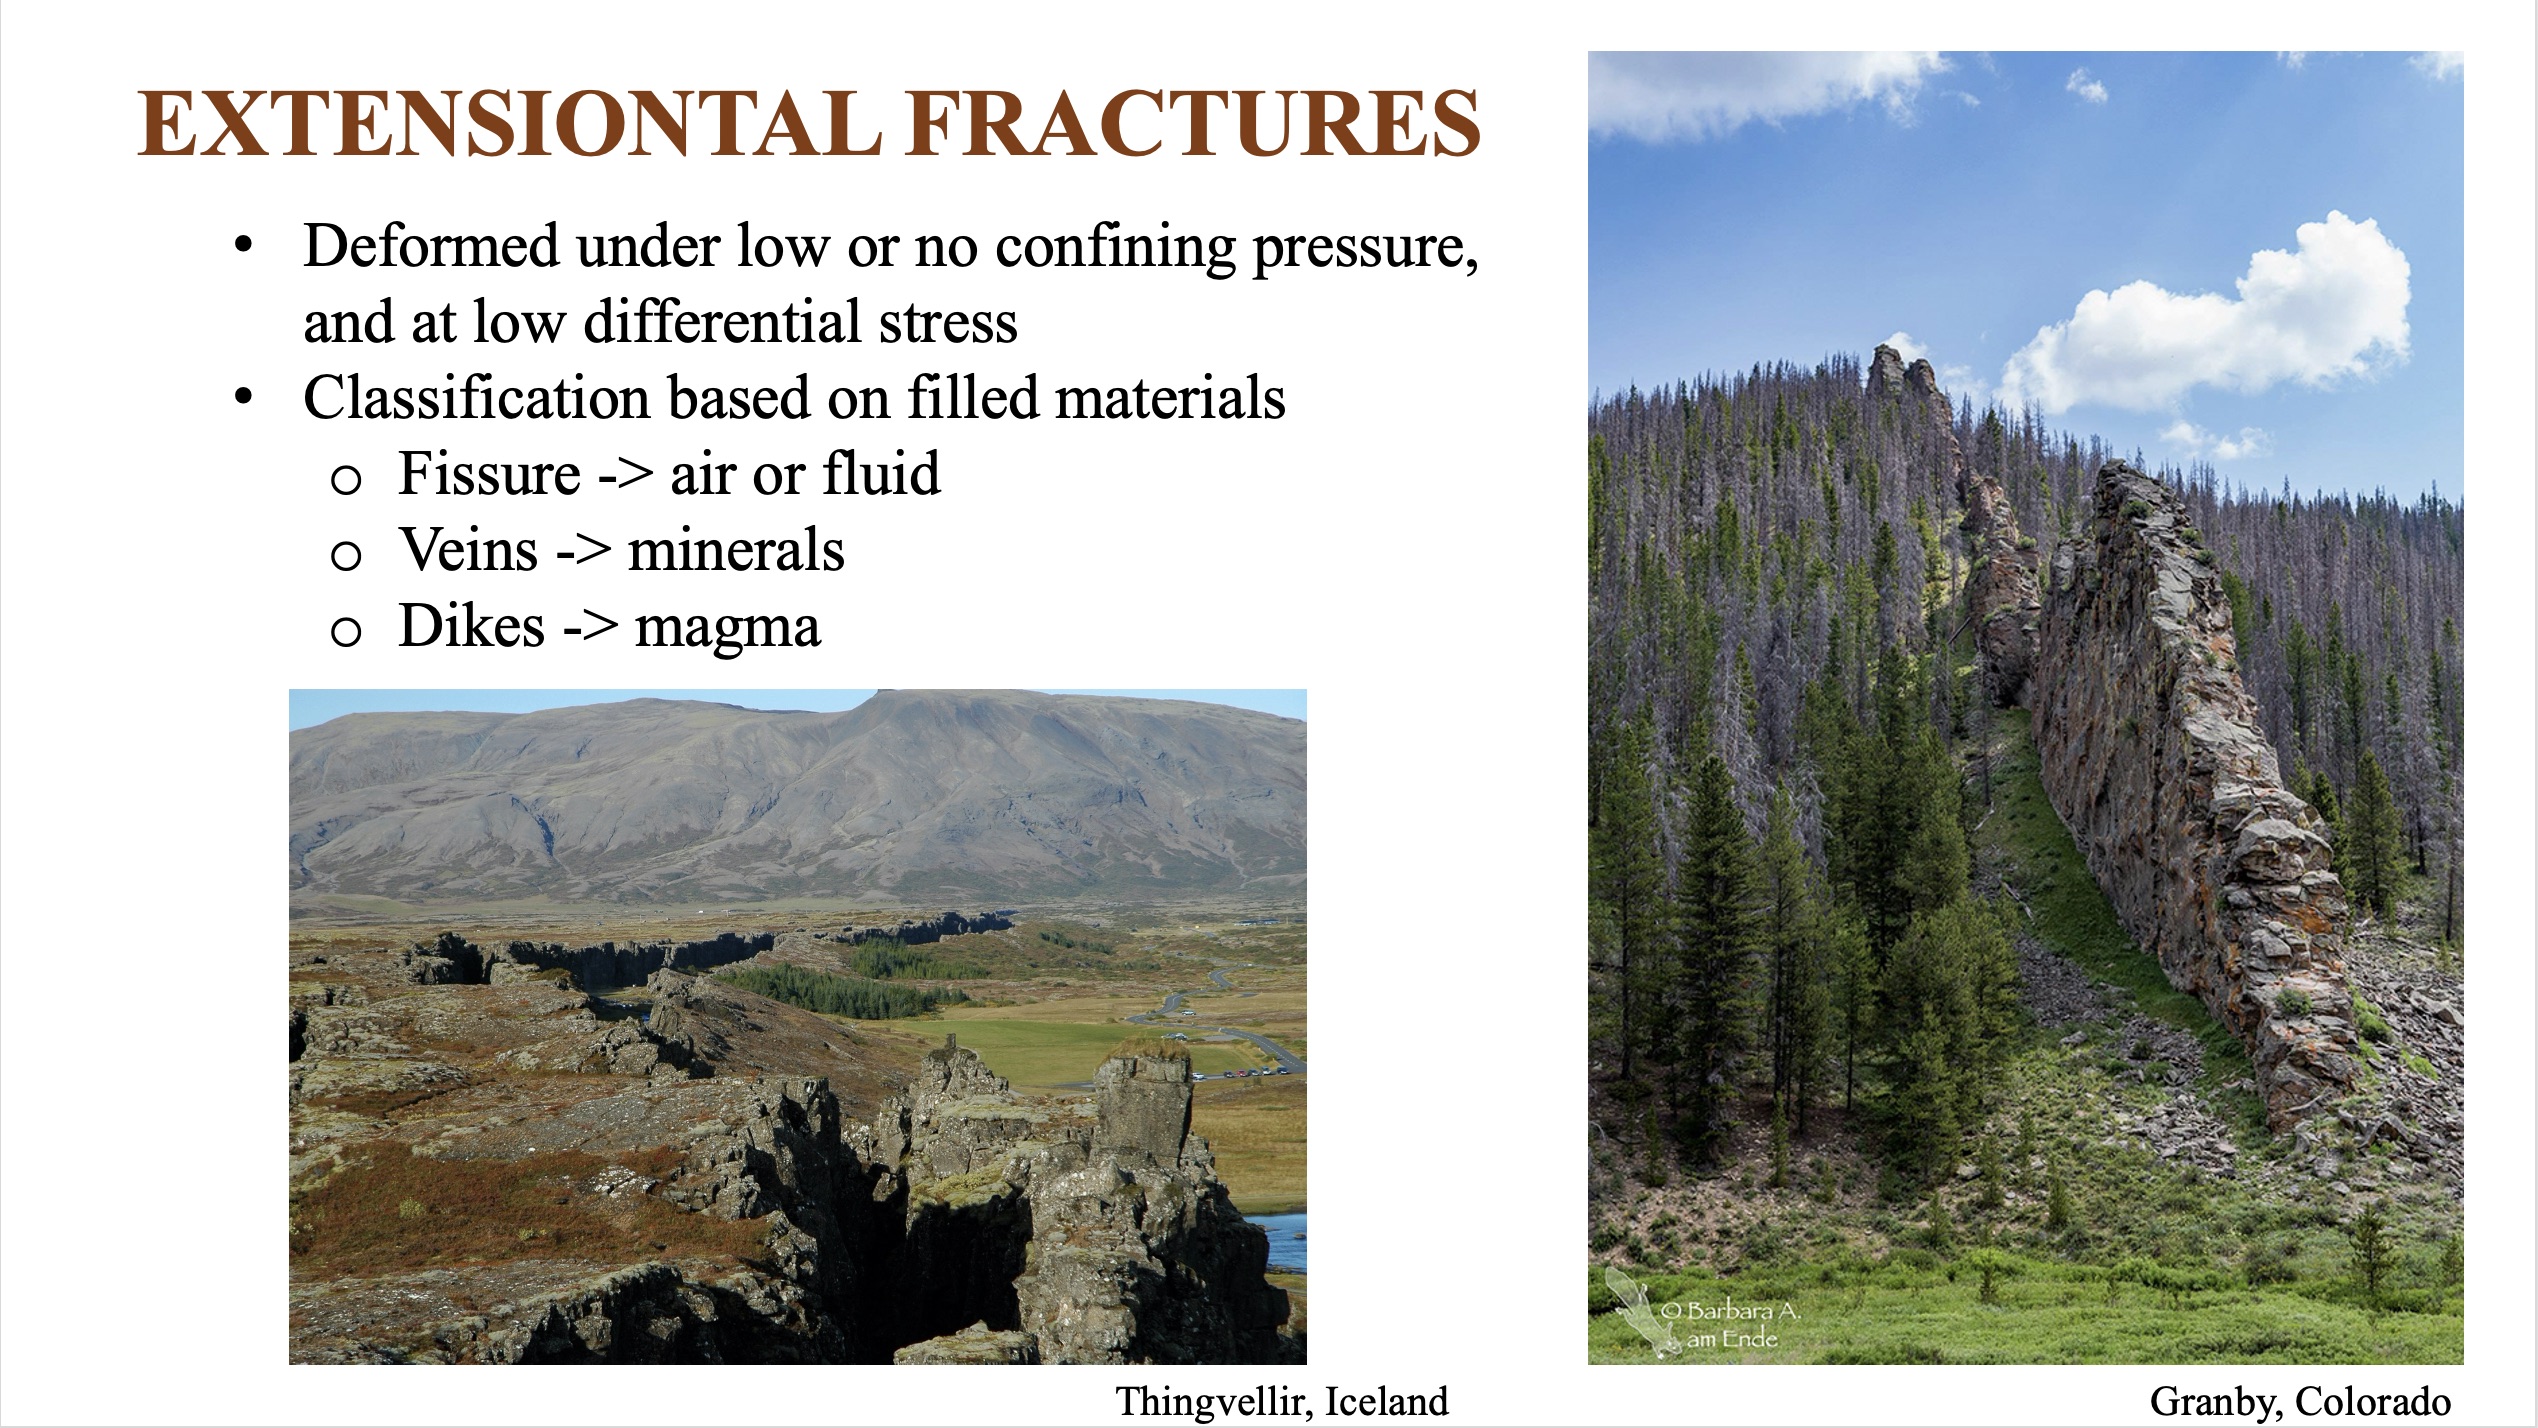 EXTENSIONTAL FRACTURES
• Deformed under low or no confining pressure,
and at low differential stress
• Classification based on filled materials
o Fissure -> air or fluid
o Veins -> minerals
o Dikes -> magma
© Barbara A.
am Ende
Thingvellir, Iceland
Granby, Colorado